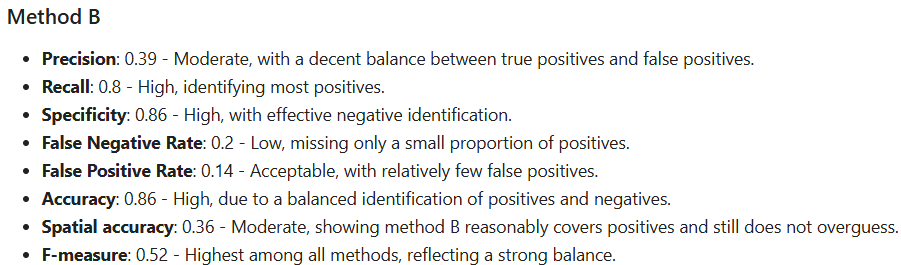 Method B
• Precision: 0.39 - Moderate, with a decent balance between true positives and false positives.
• Recall: 0.8 - High, identifying most positives.
• Specificity: 0.86 - High, with effective negative identification.
• False Negative Rate: 0.2 - Low, missing only a small proportion of positives.
• False Positive Rate: 0.14 - Acceptable, with relatively few false positives.
• Accuracy: 0.86 - High, due to a balanced identification of positives and negatives.
• Spatial accuracy: 0.36 - Moderate, showing method B reasonably covers positives and still does not overguess.
• F-measure: 0.52 - Highest among all methods, reflecting a strong balance.